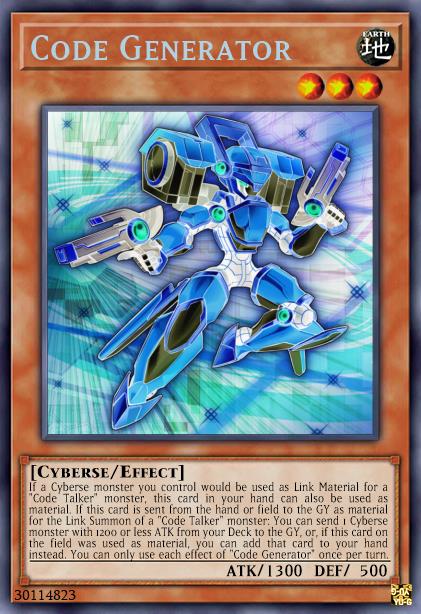 CODE GENERATOR
EARTH
地
[CYBERSE/EFFECT]
If a Cyberse monster you control would be used as Link Material for a
"Code Talker" monster, this card in your hand can also be used as
material. If this card is sent from the hand or field to the GY as material
for the Link Summon of a "Code Talker" monster: You can send 1 Cyberse
monster with 1200 or less ATK from your Deck to the GY, or, if this card on
the field was used as material, you can add that card to your hand
instead. You can only use each effect of "Code Generator" once per turn.
ATK/1300 DEF/ 500
30114823